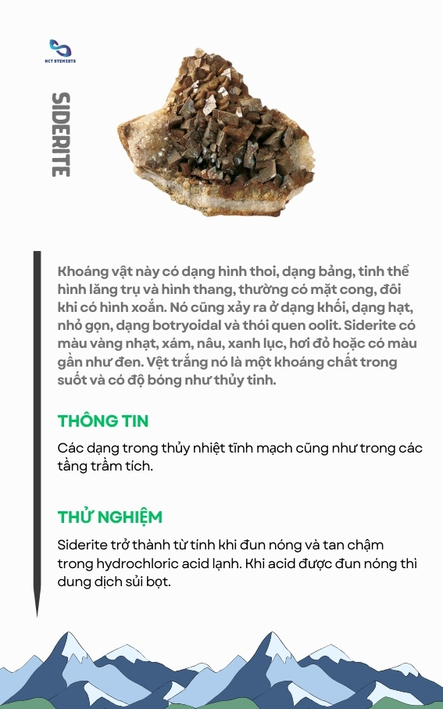 NCT STEM2STS
SIDERITE
Khoáng vật này có dạng hình thoi, dạng bảng, tinh thể
hình lăng trụ và hình thang, thường có mặt cong, đôi
khi có hình xoắn. Nó cũng xảy ra ở dạng khối, dạng hạt,
nhỏ gọn, dạng botryoidal và thói quen oolit. Siderite có
màu vàng nhạt, xám, nâu, xanh lục, hơi đỏ hoặc có màu
gần như đen. Vệt trắng nó là một khoáng chất trong
suốt và có độ bóng như thủy tinh.
THÔNG TIN
Các dạng trong thủy nhiệt tĩnh mạch cũng như trong các
tầng trầm tích.
THỬ NGHIỆM
Siderite trở thành từ tính khi đun nóng và tan chậm
trong hydrochloric acid lạnh. Khi acid được đun nóng thì
dung dịch sủi bọt.